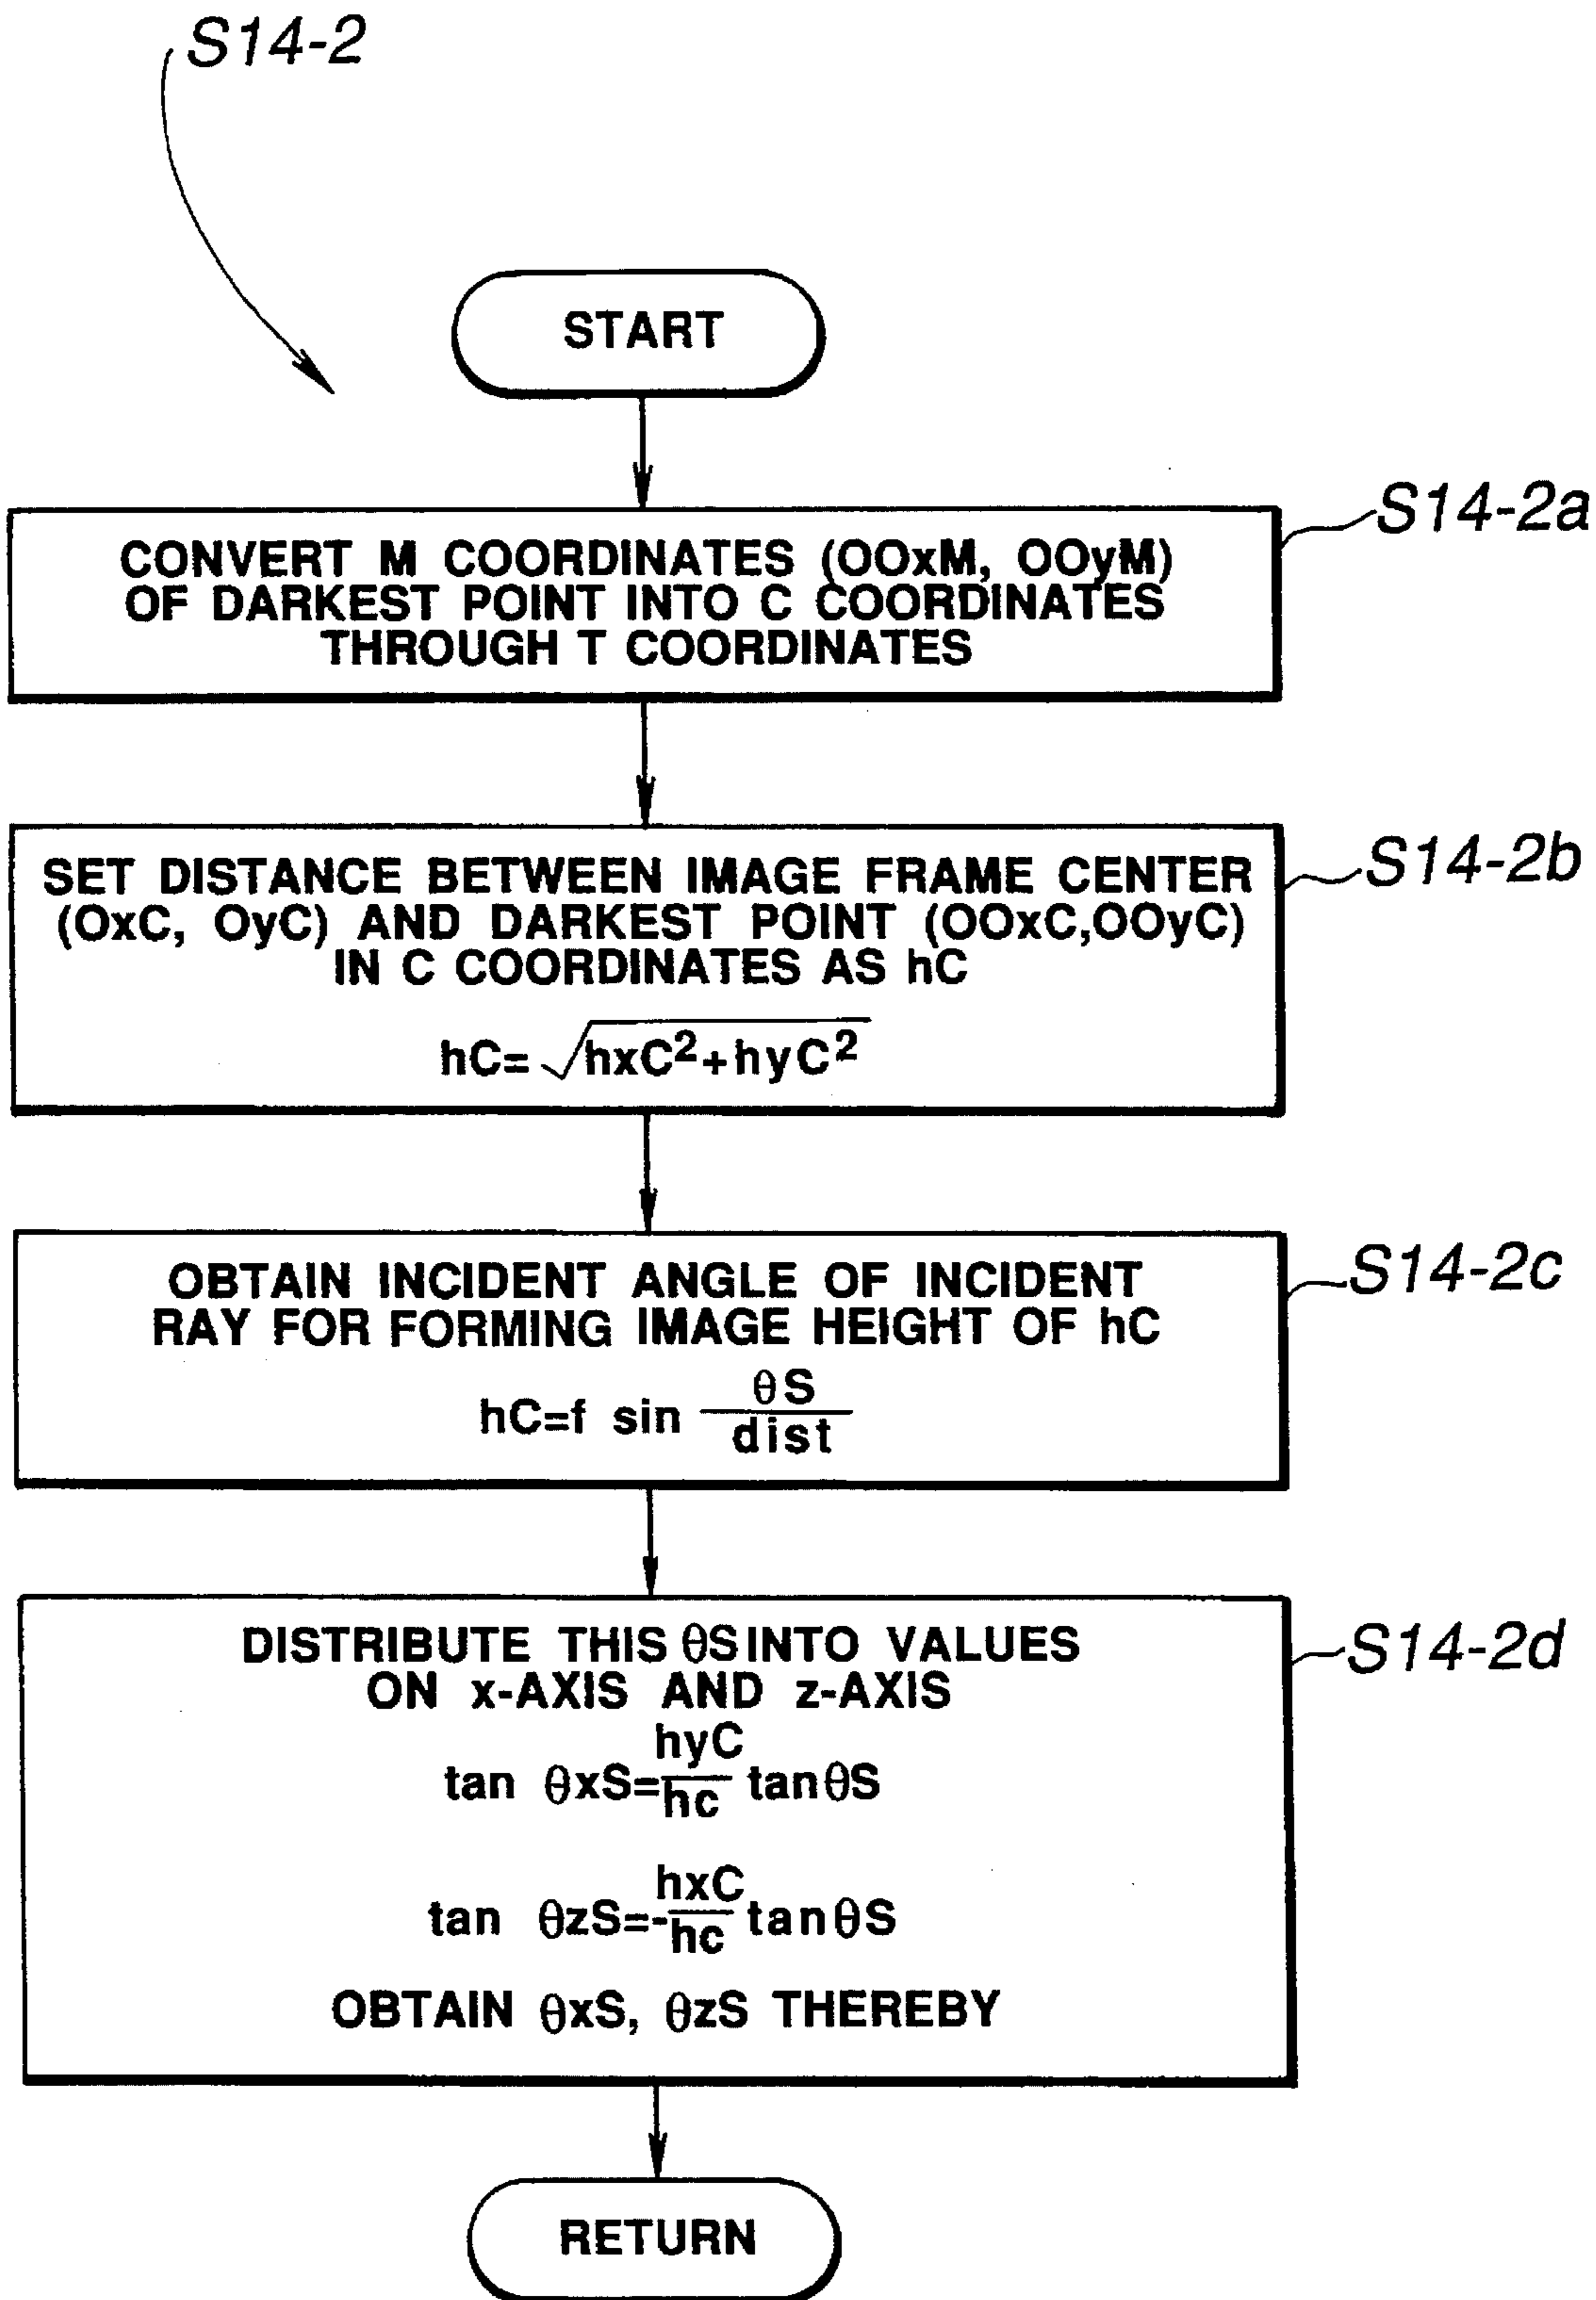 S14-2
START
S14-2a
CONVERT M COORDINATES (OOxM, OOyM)
OF DARKEST POINT INTO C COORDINATES
THROUGH T COORDINATES
S14-2b
SET DISTANCE BETWEEN IMAGE FRAME CENTER
(OxC, OyC) AND DARKEST POINT (OOxC,OOyC)
IN C COORDINATES AS hC
hC= √hxC²+hyC²
S14-2c
OBTAIN INCIDENT ANGLE OF INCIDENT
RAY FOR FORMING IMAGE HEIGHT OF hC
hC=f sin θS/dist
S14-2d
DISTRIBUTE THIS θS INTO VALUES
ON x-AXIS AND z-AXIS
tan θxS=hyC/hc tanθS
tan θzS=-hxC/hc tanθS
OBTAIN θxS, θzS THEREBY
RETURN